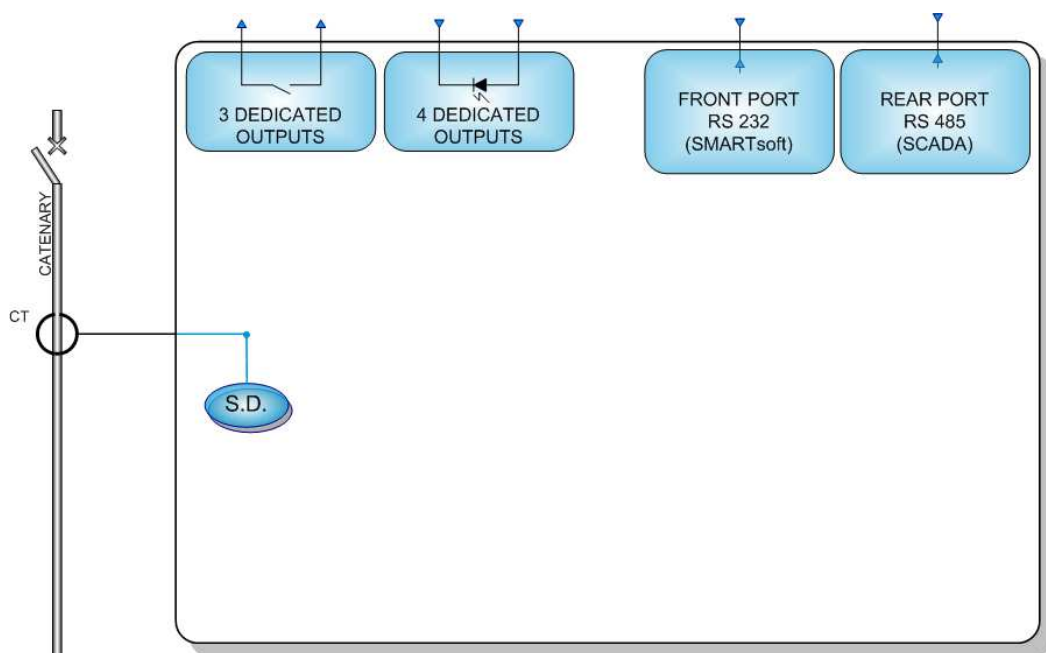 3 DEDICATED
OUTPUTS
4 DEDICATED
OUTPUTS
FRONT PORT
RS 232
(SMARTsoft)
REAR PORT
RS 485
(SCADA)
CATENARY
CT
S.D.